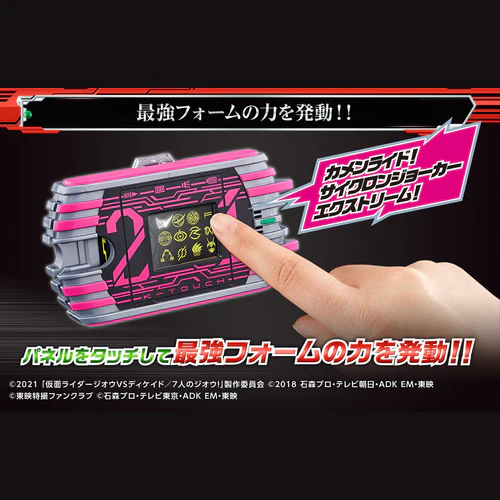 最強フォームの力を発動!!
カメンライド!
サイクロンジョーカー
エクストリーム!
21
K-TOUCH
パネルをタッチして最強フォームの力を発動!!
©2021「仮面ライダージオウVSディケイド/7人のジオウ!」製作委員会 ©2018 石森プロ・テレビ朝日・ADK EM・東映
©東映特撮ファンクラブ ©石森プロ・テレビ東京・ADK EM・東映